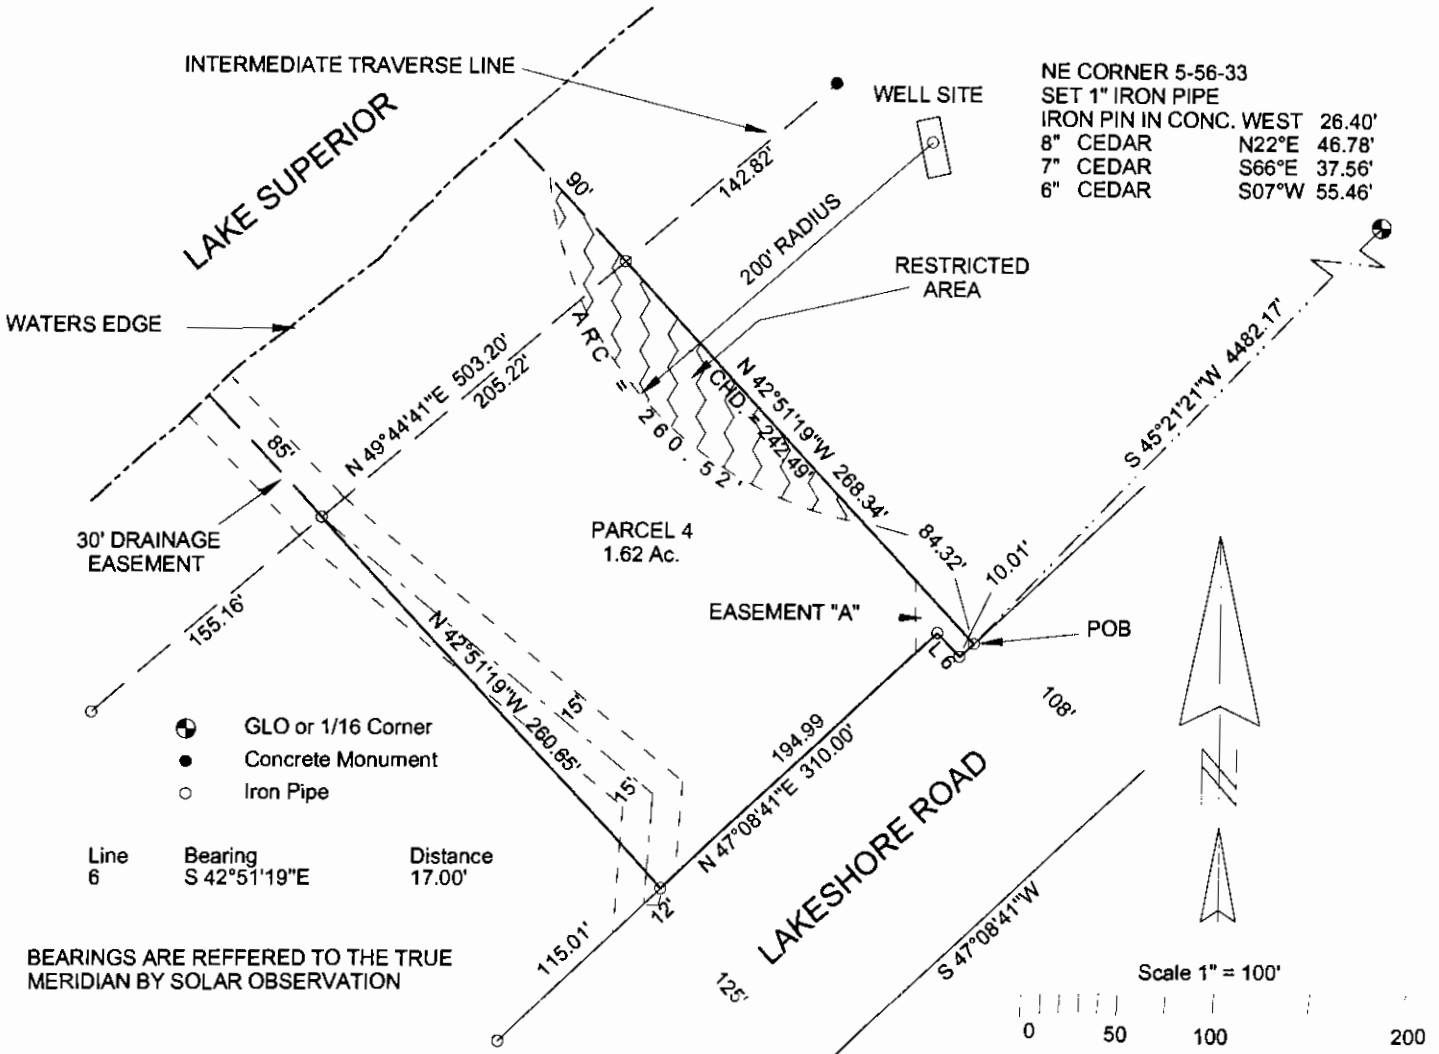 INTERMEDIATE TRAVERSE LINE
LAKE SUPERIOR
WATERS EDGE
WELL SITE
NE CORNER 5-56-33
SET 1" IRON PIPE
IRON PIN IN CONC. WEST 26.40'
8" CEDAR N22°E 46.78'
7" CEDAR S66°E 37.56'
6" CEDAR S07°W 55.46'
142.82'
90'
200' RADIUS
RESTRICTED
AREA
ARC = 260.52'
CHD. = 242.49'
N 42°51'19"W 268.34'
S 45°21'21"W 4482.17'
N 49°44'41"E 503.20'
205.22'
85'
30' DRAINAGE
EASEMENT
155.16'
PARCEL 4
1.62 Ac.
84.32'
10.01'
EASEMENT "A"
POB
L 6
108'
N 42°51'19"W 260.65'
15'
15'
194.99
N 47°08'41"E 310.00'
LAKESHORE ROAD
S 47°08'41"W
12'
115.01'
125'
GLO or 1/16 Corner
Concrete Monument
Iron Pipe
Line Bearing Distance
6 S 42°51'19"E 17.00'
BEARINGS ARE REFFERED TO THE TRUE
MERIDIAN BY SOLAR OBSERVATION
N
Scale 1" = 100'
0 50 100 200